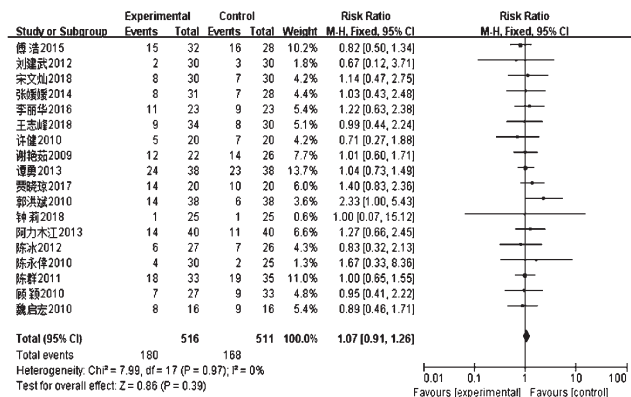 Experimental Control Risk Ratio Risk Ratio
Study or Subgroup Events Total Events Total Weight M-H, Fixed, 95% CI M-H, Fixed, 95% CI
傅 浩2015 15 32 16 28 10.2% 0.82 [0.50, 1.34]
刘建武2012 2 30 3 30 1.8% 0.67 [0.12, 3.71]
宋文灿2018 8 30 7 30 4.2% 1.14 [0.47, 2.75]
张媛媛2014 8 31 7 28 4.4% 1.03 [0.43, 2.48]
李丽华2016 11 23 9 23 5.4% 1.22 [0.63, 2.38]
王志峰2018 9 34 8 30 5.1% 0.99 [0.44, 2.24]
许健2010 5 20 7 20 4.2% 0.71 [0.27, 1.88]
谢艳茹2009 12 22 14 26 7.7% 1.01 [0.60, 1.71]
谭勇2013 24 38 23 38 13.7% 1.04 [0.73, 1.49]
贾晓琼2017 14 20 10 20 6.0% 1.40 [0.83, 2.36]
郭洪斌2010 14 38 6 38 3.6% 2.33 [1.00, 5.43]
钟 莉2018 1 25 1 25 0.6% 1.00 [0.07, 15.12]
阿力木江2013 14 40 11 40 6.6% 1.27 [0.66, 2.45]
陈冰2012 6 27 7 26 4.3% 0.83 [0.32, 2.13]
陈永倖2010 4 30 2 25 1.3% 1.67 [0.33, 8.36]
陈群2011 18 33 19 35 11.0% 1.00 [0.65, 1.55]
顾 颖2010 7 27 9 33 4.8% 0.95 [0.41, 2.22]
魏启宏2010 8 16 9 16 5.4% 0.89 [0.46, 1.71]
Total (95% CI) 516 511 100.0% 1.07 [0.91, 1.26]
Total events 180 168
Heterogeneity: Chi² = 7.99, df = 17 (P = 0.97); I² = 0%
Test for overall effect: Z = 0.86 (P = 0.39)
0.01 0.1 1 10 100
Favours [experimental] Favours [control]